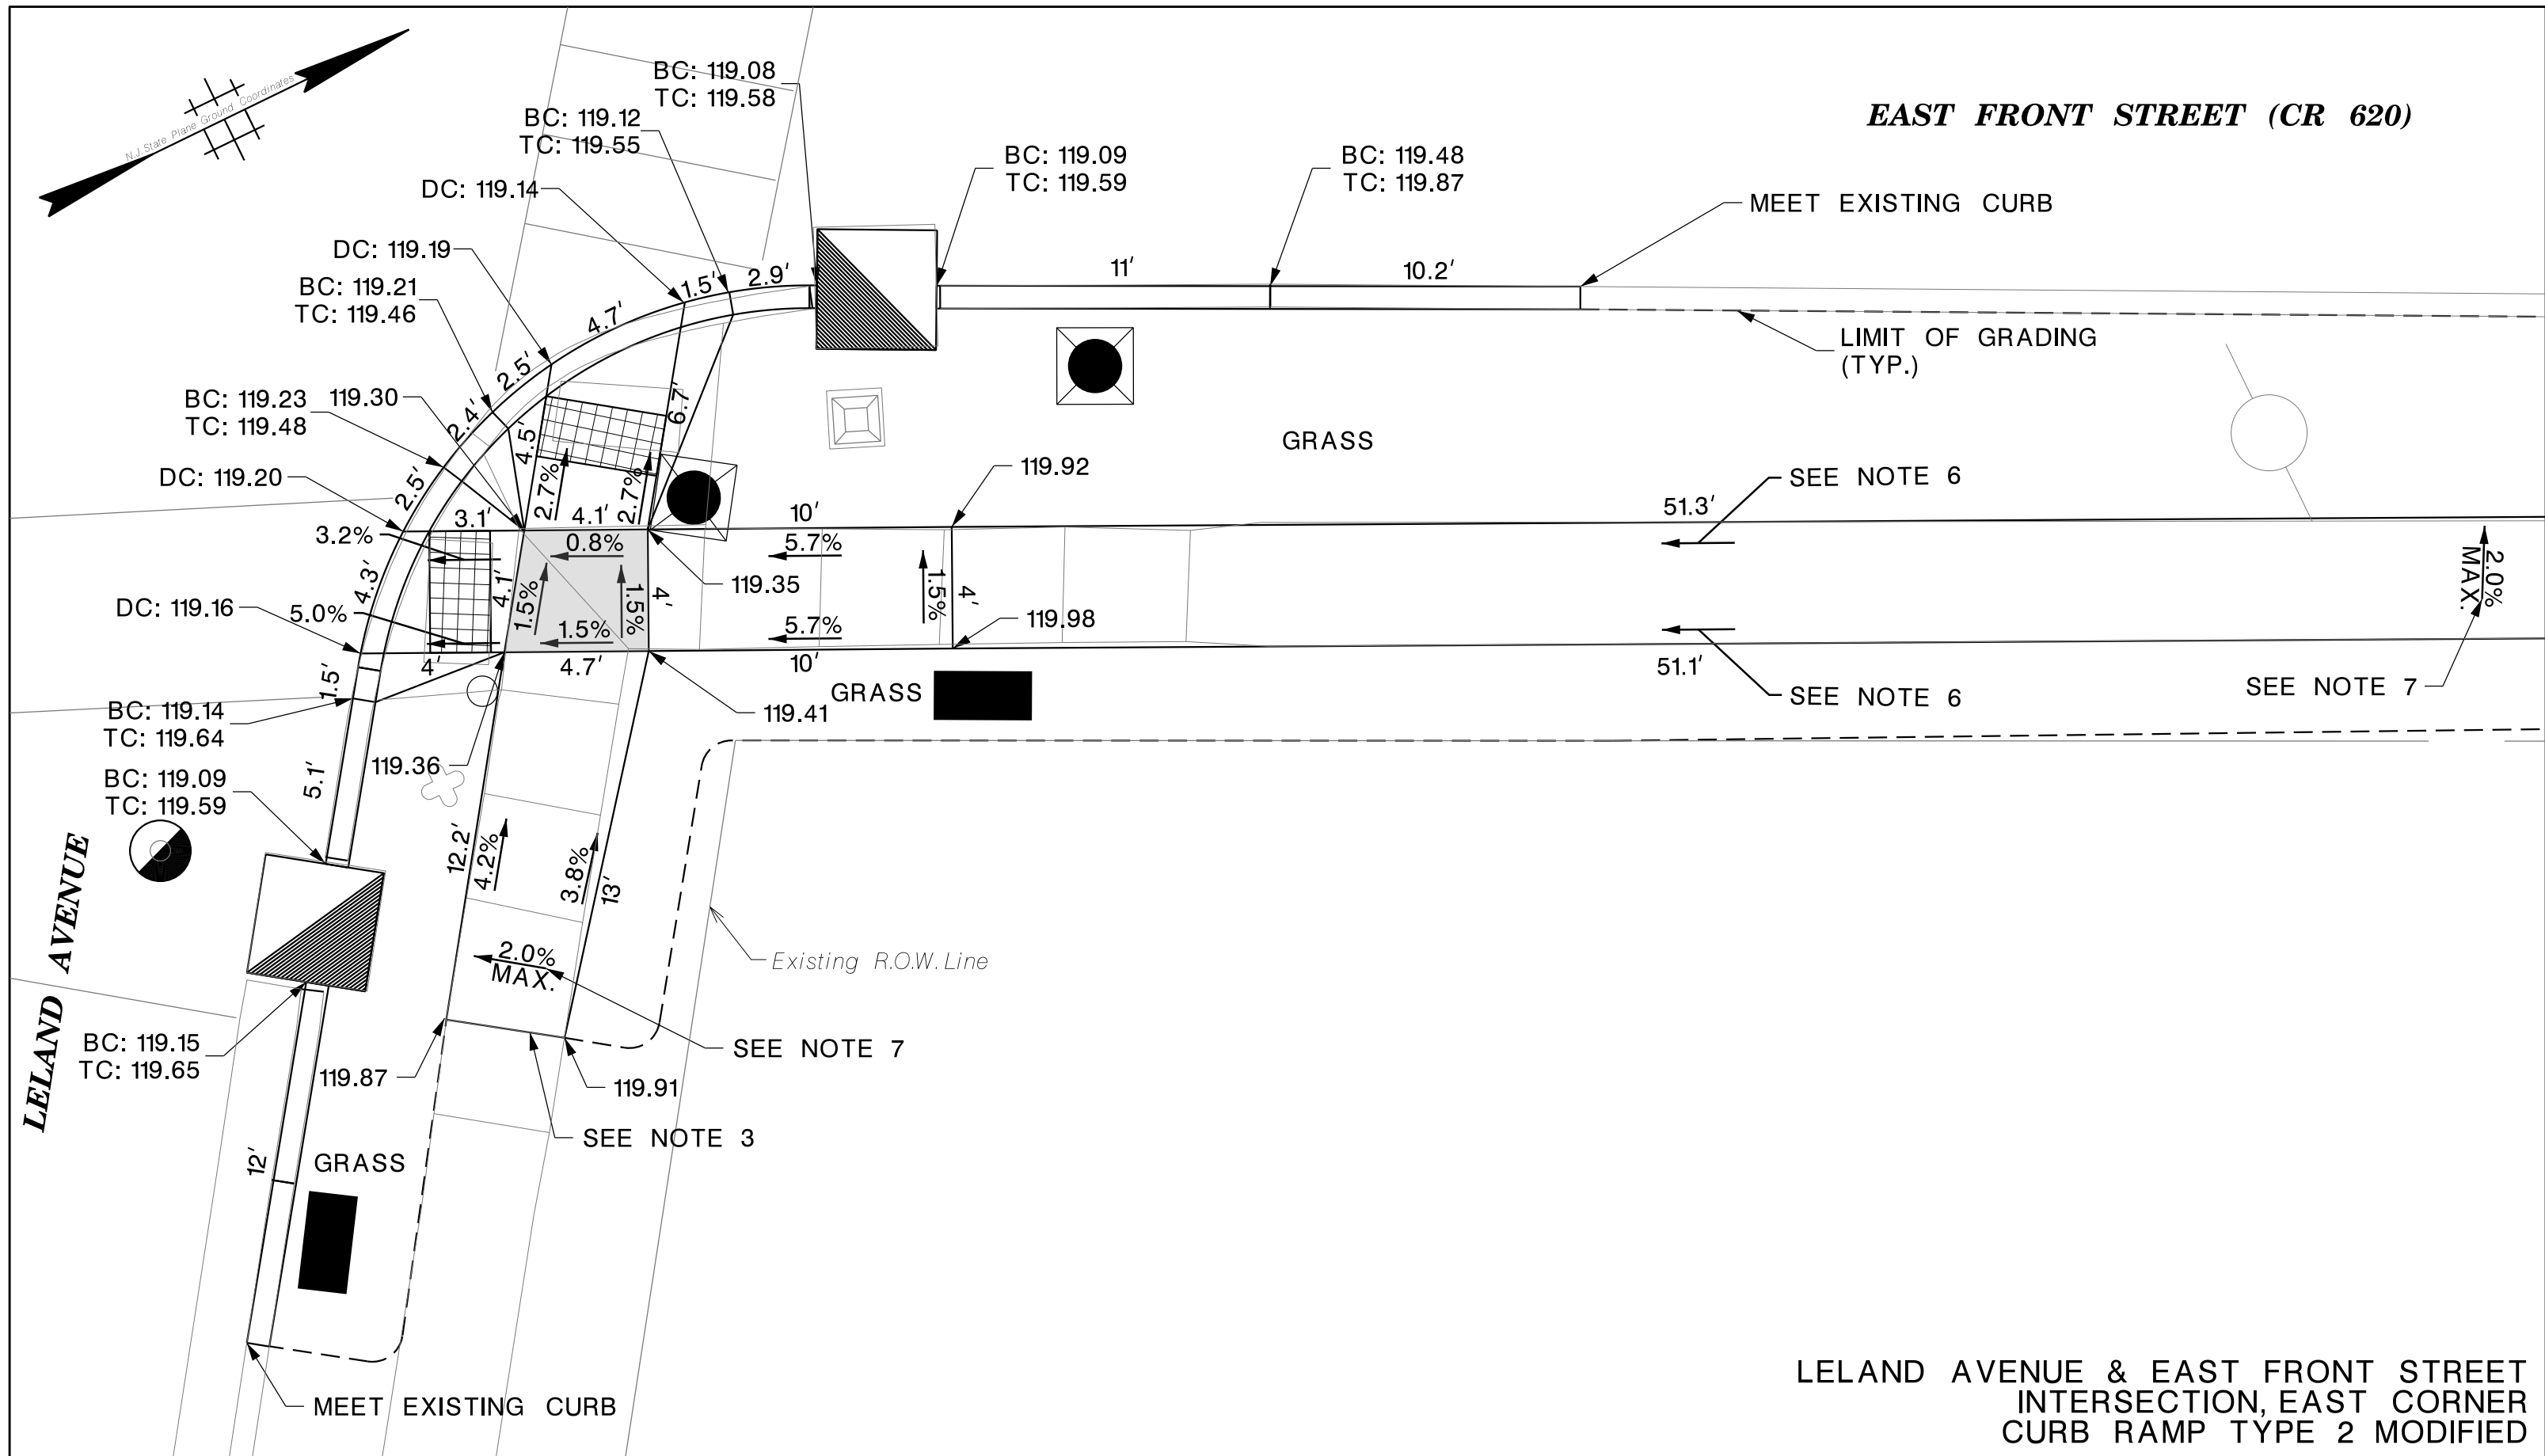 N.J. State Plane Ground Coordinates
EAST FRONT STREET (CR 620)
BC: 119.08
TC: 119.58
BC: 119.12
TC: 119.55
DC: 119.14
DC: 119.19
BC: 119.21
TC: 119.46
BC: 119.23
TC: 119.48
119.30
DC: 119.20
3.2%
DC: 119.16
5.0%
BC: 119.14
TC: 119.64
BC: 119.09
TC: 119.59
BC: 119.15
TC: 119.65
BC: 119.09
TC: 119.59
BC: 119.48
TC: 119.87
MEET EXISTING CURB
11'
10.2'
LIMIT OF GRADING
(TYP.)
2.9'
1.5'
4.7'
2.5'
2.4'
2.5'
4.3'
1.5'
5.1'
12'
4.5'
6.7'
2.7%
2.7%
3.1'
4.1'
10'
51.3'
0.8%
5.7%
4.1'
1.5%
1.5%
4'
1.5%
5.7%
4'
4.7'
10'
51.1'
1.5%
4'
119.92
119.35
119.98
119.41
119.36
GRASS
GRASS
SEE NOTE 6
SEE NOTE 6
2.0%
MAX.
SEE NOTE 7
12.2'
4.2%
3.8%
13'
2.0%
MAX.
Existing R.O.W. Line
SEE NOTE 7
119.87
119.91
SEE NOTE 3
GRASS
MEET EXISTING CURB
LELAND AVENUE
LELAND AVENUE & EAST FRONT STREET
INTERSECTION, EAST CORNER
CURB RAMP TYPE 2 MODIFIED